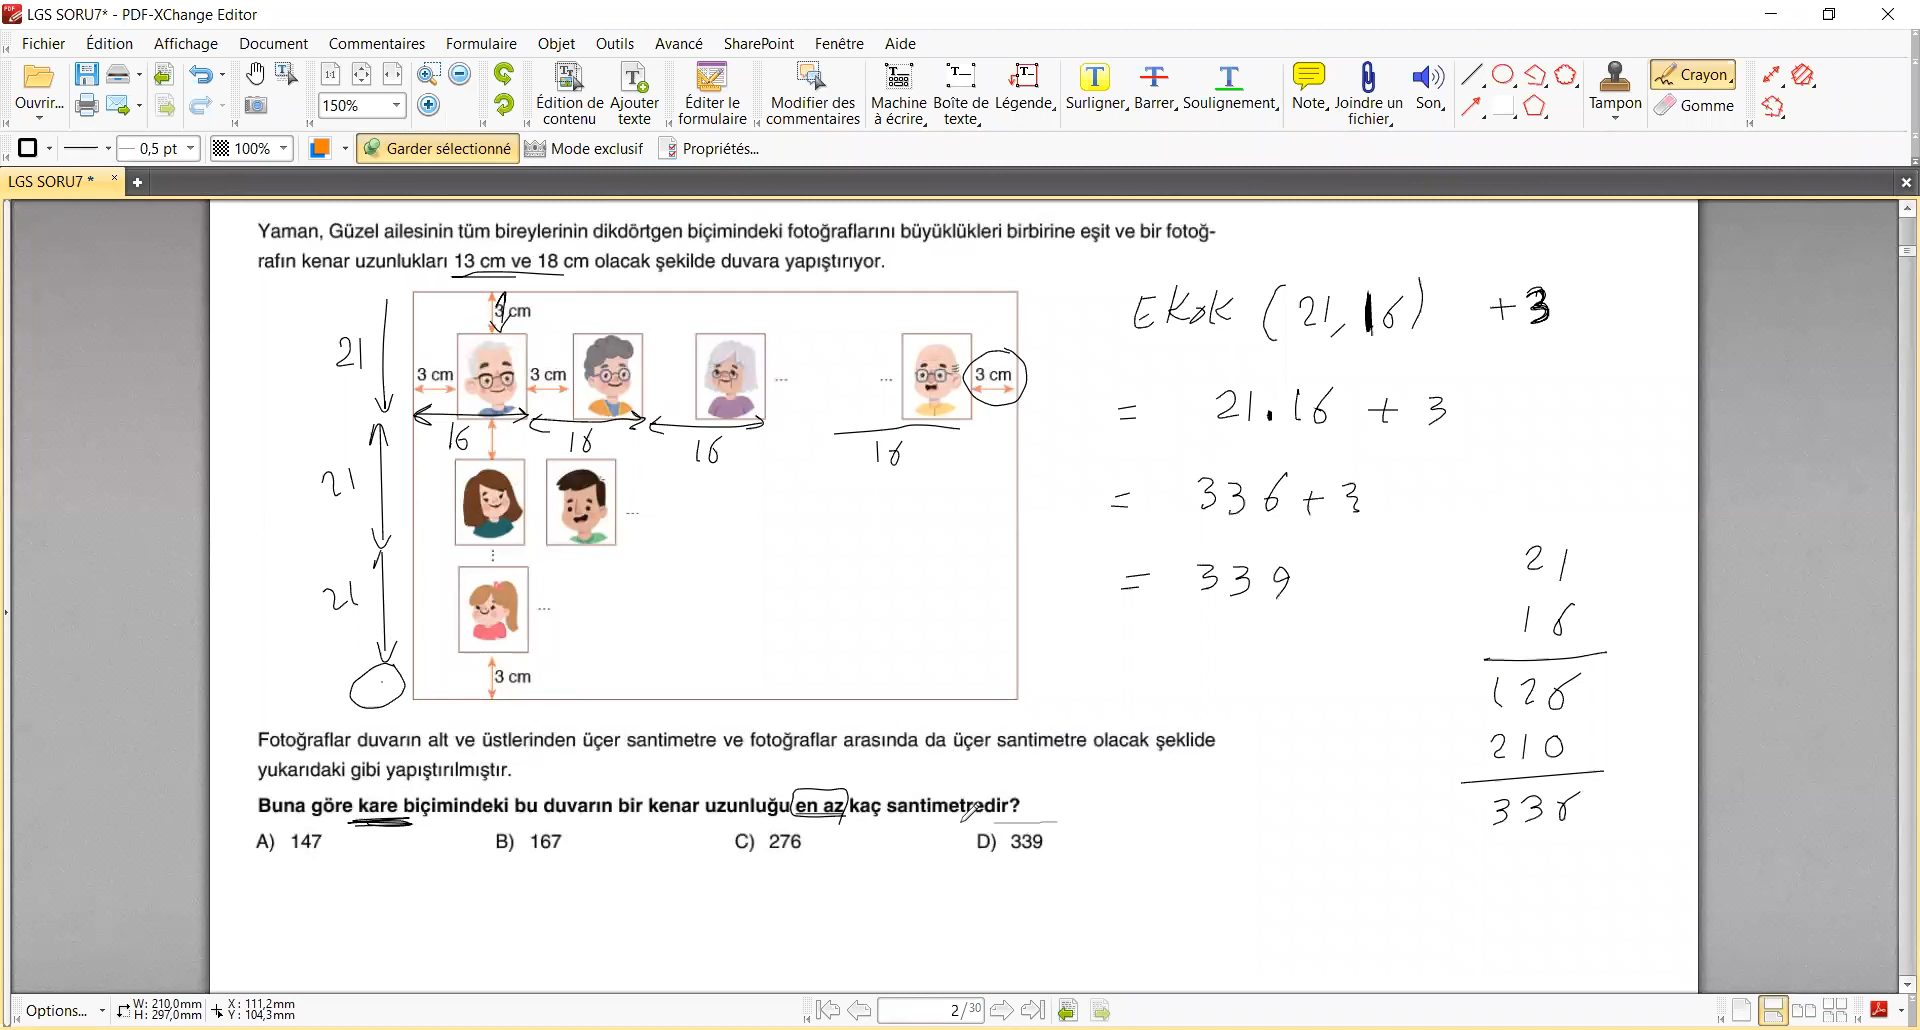 LGS SORU7* - PDF-XChange Editor
Fichier Édition Affichage Document Commentaires Formulaire Objet Outils Avancé SharePoint Fenêtre Aide
Ouvrir... 1:1 150% Édition de contenu Ajouter texte Éditer le formulaire Modifier des commentaires Machine à écrire Boîte de texte Légende Surligner Barrer Soulignement Note Joindre un fichier Son Tampon Crayon
Gomme
0,5 pt 100% Garder sélectionné Mode exclusif Propriétés...
LGS SORU7 *
Yaman, Güzel ailesinin tüm bireylerinin dikdörtgen biçimindeki fotoğraflarını büyüklükleri birbirine eşit ve bir fotoğ-
rafın kenar uzunlukları 13 cm ve 18 cm olacak şekilde duvara yapıştırıyor.
3 cm
21
3 cm 3 cm ... ... 3 cm
16 16 16 16
21
...
21
...
3 cm
EKOK (21, 16) +3
= 21.16 + 3
= 336 + 3
= 339
21
16
126
210
336
Fotoğraflar duvarın alt ve üstlerinden üçer santimetre ve fotoğraflar arasında da üçer santimetre olacak şeklide
yukarıdaki gibi yapıştırılmıştır.
Buna göre kare biçimindeki bu duvarın bir kenar uzunluğu en az kaç santimetredir?
A) 147 B) 167 C) 276 D) 339
Options... W: 210,0mm X: 111,2mm 2/30
H: 297,0mm Y: 104,3mm